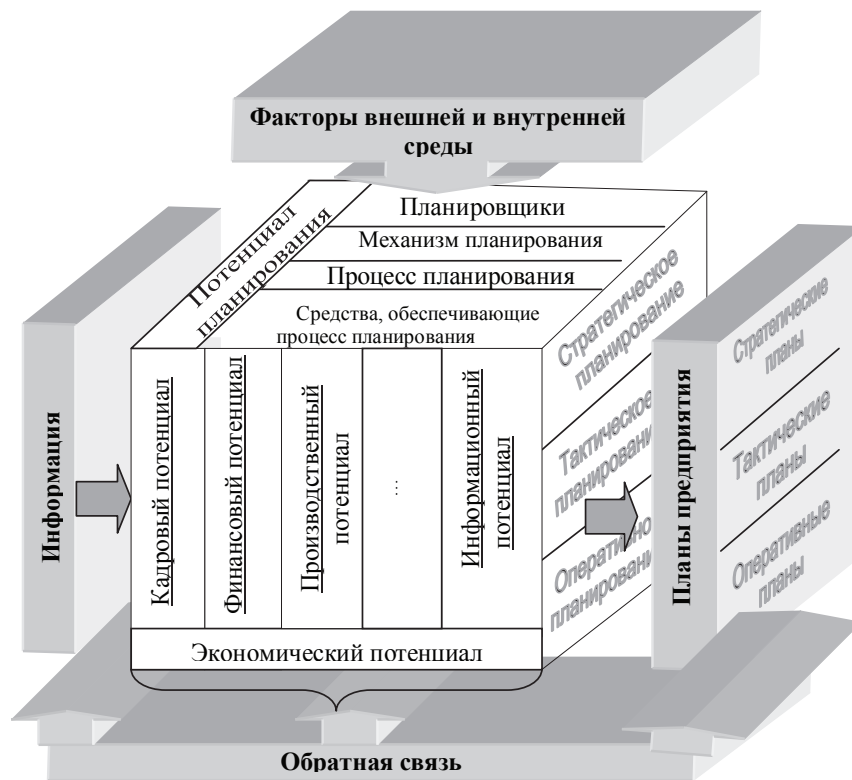 Факторы внешней и внутренней
среды
Потенциал
планирования
Планировщики
Механизм планирования
Процесс планирования
Средства, обеспечивающие
процесс планирования
Стратегическое
планирование
Тактическое
планирование
Оперативное
планирование
Информация
Кадровый потенциал
Финансовый потенциал
Производственный
потенциал
...
Информационный
потенциал
Экономический потенциал
Планы предприятия
Стратегические
планы
Тактические
планы
Оперативные
планы
Обратная связь